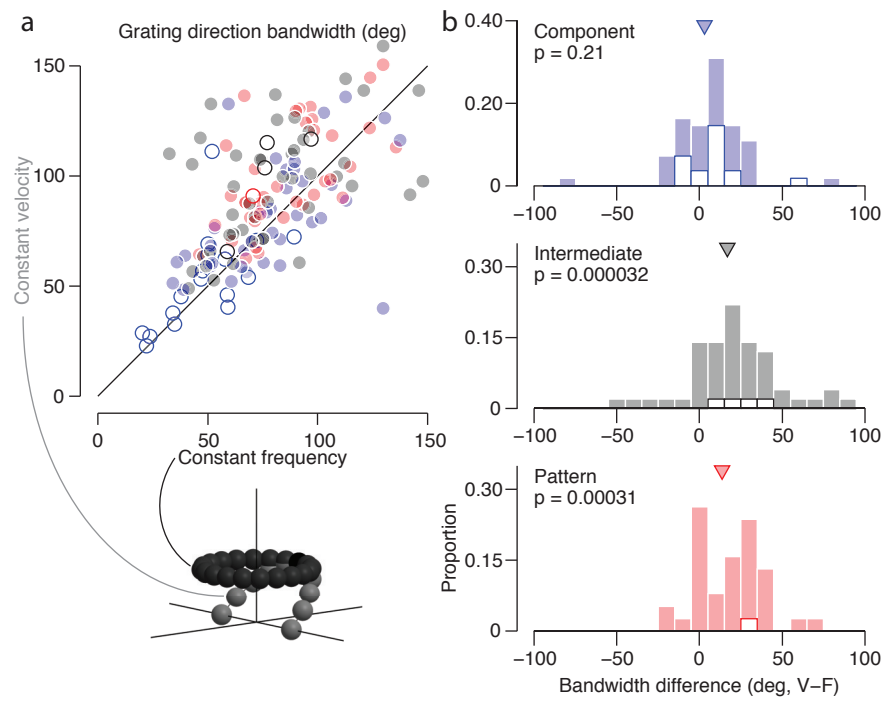 a
Grating direction bandwidth (deg)
150
100
50
0
Constant velocity
0
50
100
150
Constant frequency
b
0.40
0.20
0
Component
p = 0.21
−100
−50
0
50
100
0.30
0.15
0
Intermediate
p = 0.000032
−100
−50
0
50
100
0.30
0.15
0
Pattern
p = 0.00031
Proportion
−100
−50
0
50
100
Bandwidth difference (deg, V−F)